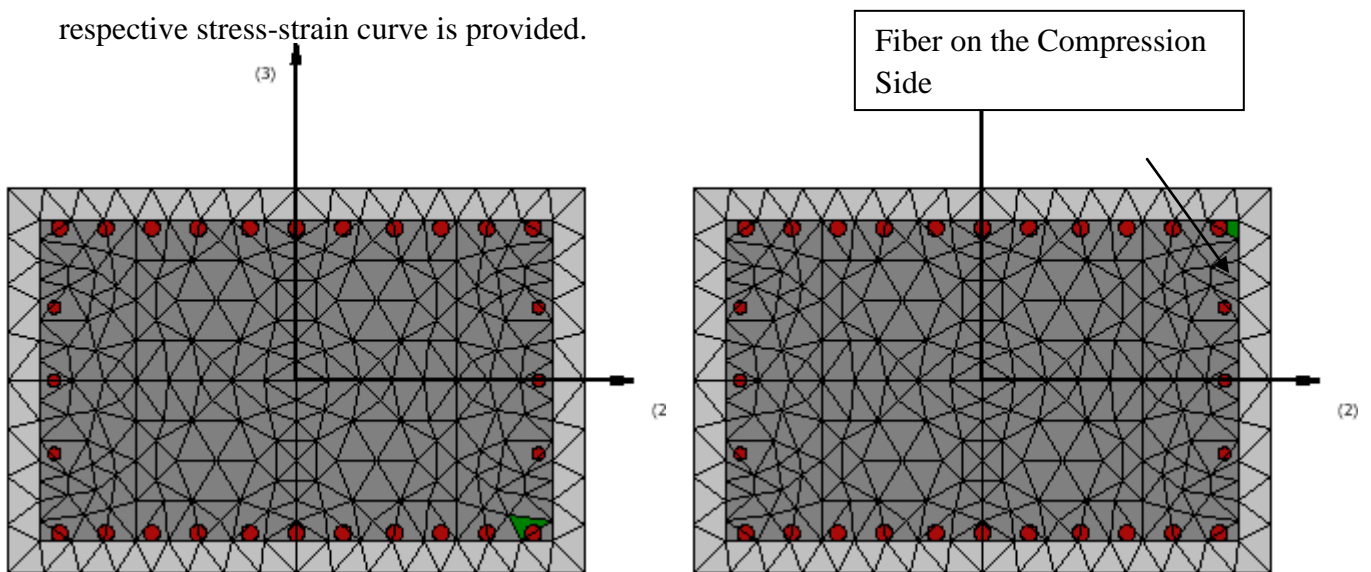 respective stress-strain curve is provided.
Fiber on the Compression
Side
(3)
(2
(2)